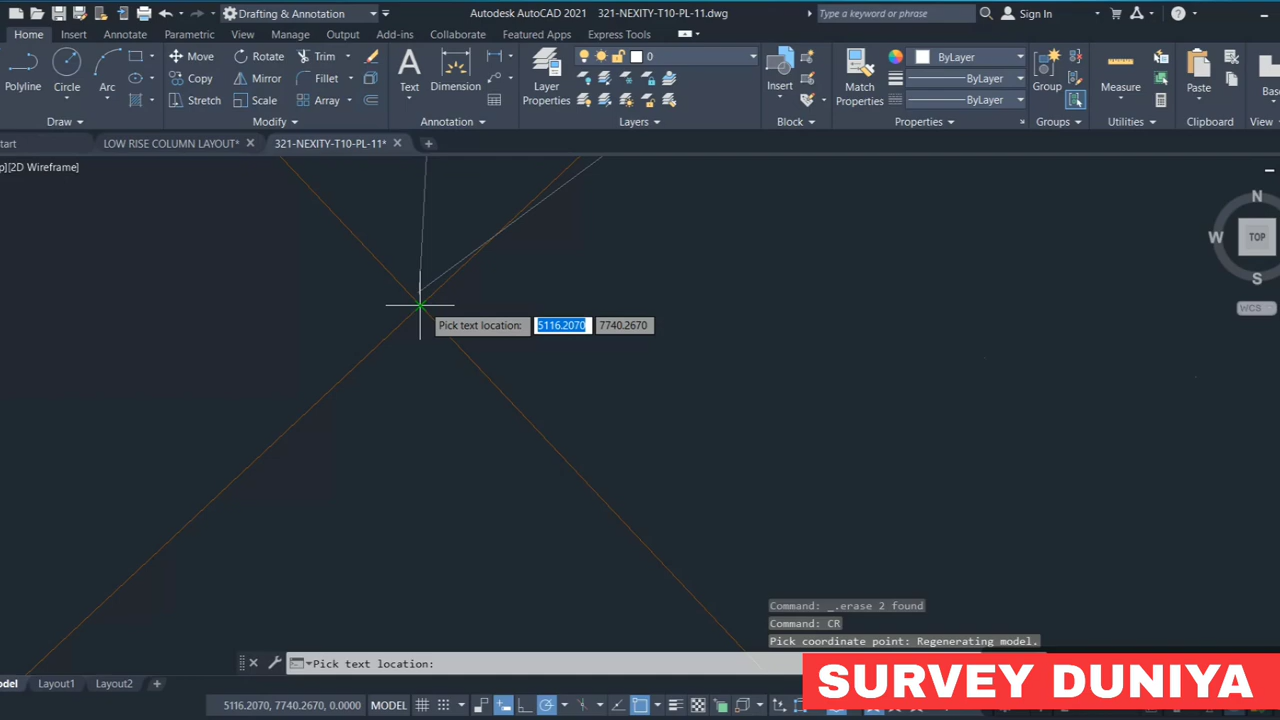 Drafting & Annotation
Autodesk AutoCAD 2021 321-NEXITY-T10-PL-11.dwg
Type a keyword or phrase
Sign In
Home Insert Annotate Parametric View Manage Output Add-ins Collaborate Featured Apps Express Tools
Polyline Circle Arc
Move Rotate Trim
Copy Mirror Fillet
Stretch Scale Array
Text Dimension
Layer Properties
0
Insert
Match Properties
ByLayer
ByLayer
ByLayer
Group
Measure
Paste
Base
Draw Modify Annotation Layers Block Properties Groups Utilities Clipboard View
tart LOW RISE COLUMN LAYOUT* 321-NEXITY-T10-PL-11*
p][2D Wireframe]
N
W TOP
S
WCS
Pick text location: 5116.2070 7740.2670
Command: _.erase 2 found
Command: CR
Pick coordinate point: Regenerating model.
Pick text location:
SURVEY DUNIYA
odel Layout1 Layout2
5116.2070, 7740.2670, 0.0000 MODEL